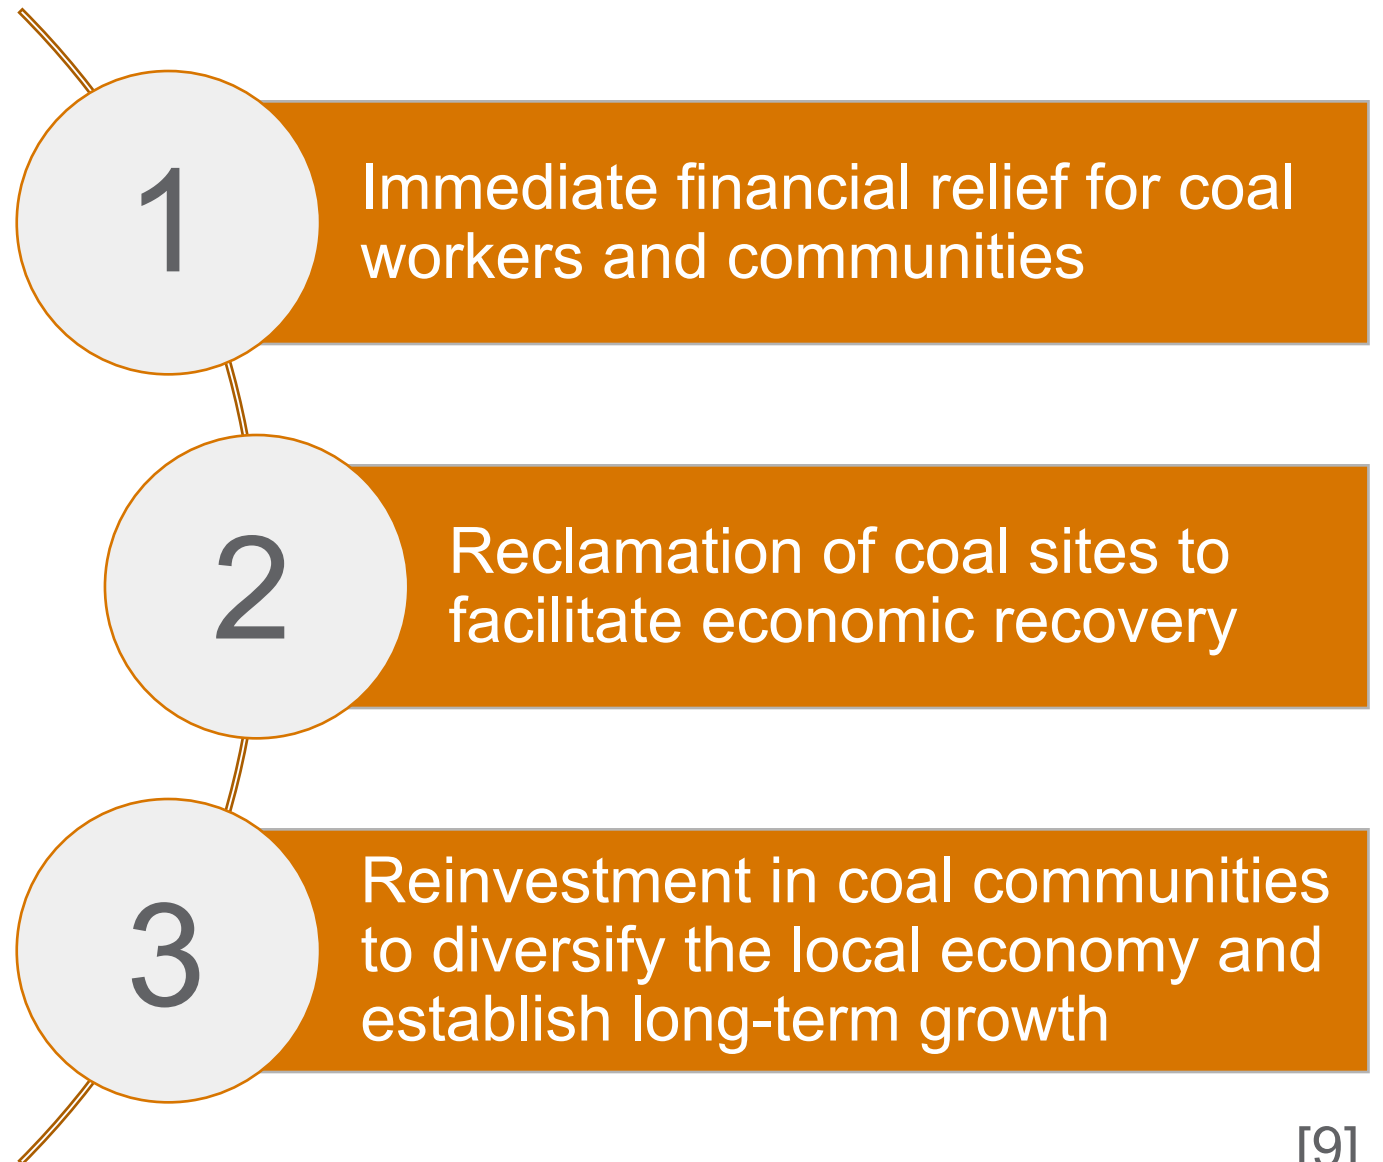 1
Immediate financial relief for coal
workers and communities
2
Reclamation of coal sites to
facilitate economic recovery
3
Reinvestment in coal communities
to diversify the local economy and
establish long-term growth
[9]